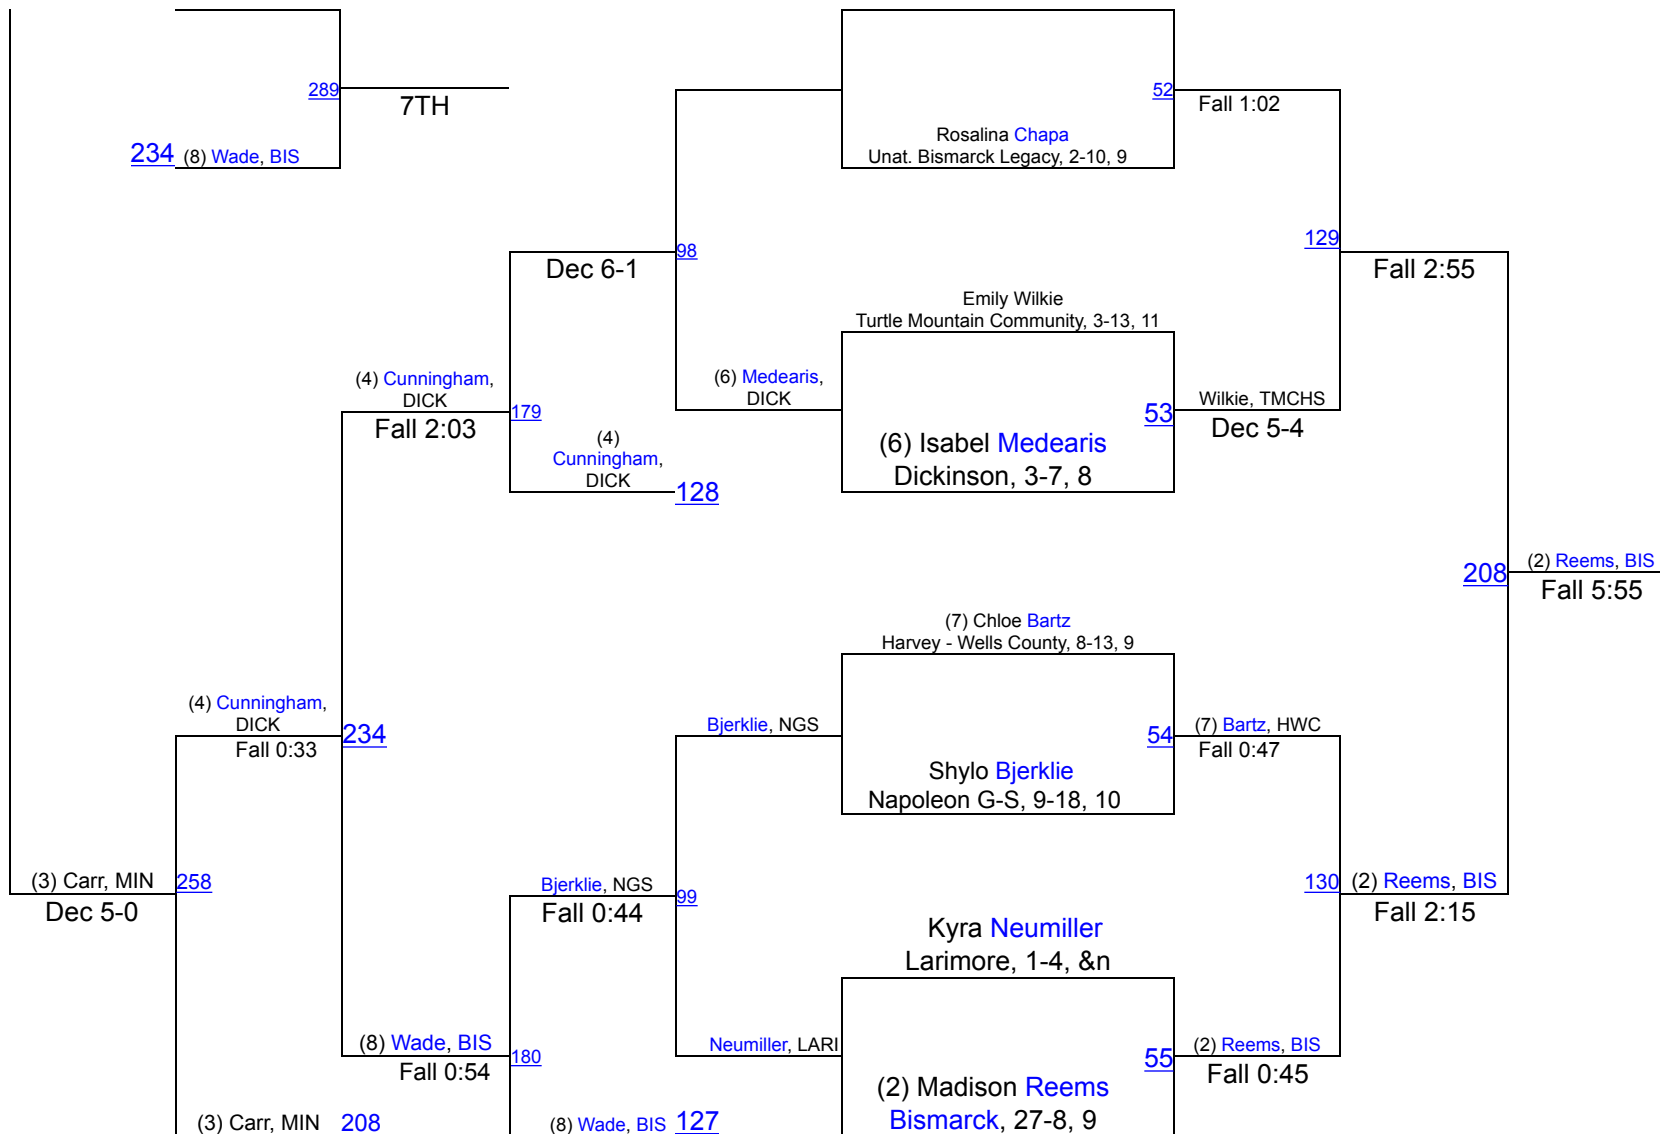 289
7TH
234 (8) Wade, BIS
52
Fall 1:02
Rosalina Chapa
Unat. Bismarck Legacy, 2-10, 9
98
Dec 6-1
129
Fall 2:55
Emily Wilkie
Turtle Mountain Community, 3-13, 11
(4) Cunningham,
DICK
Fall 2:03
179
(6) Medearis,
DICK
53
Wilkie, TMCHS
Dec 5-4
(6) Isabel Medearis
Dickinson, 3-7, 8
(4)
Cunningham,
DICK
128
208
(2) Reems, BIS
Fall 5:55
(7) Chloe Bartz
Harvey - Wells County, 8-13, 9
(4) Cunningham,
DICK
Fall 0:33
234
Bjerklie, NGS
54
(7) Bartz, HWC
Fall 0:47
Shylo Bjerklie
Napoleon G-S, 9-18, 10
(3) Carr, MIN
Dec 5-0
258
Bjerklie, NGS
Fall 0:44
99
130
(2) Reems, BIS
Fall 2:15
Kyra Neumiller
Larimore, 1-4, &n
(8) Wade, BIS
Fall 0:54
180
Neumiller, LARI
55
(2) Reems, BIS
Fall 0:45
(2) Madison Reems
Bismarck, 27-8, 9
(3) Carr, MIN 208
(8) Wade, BIS 127